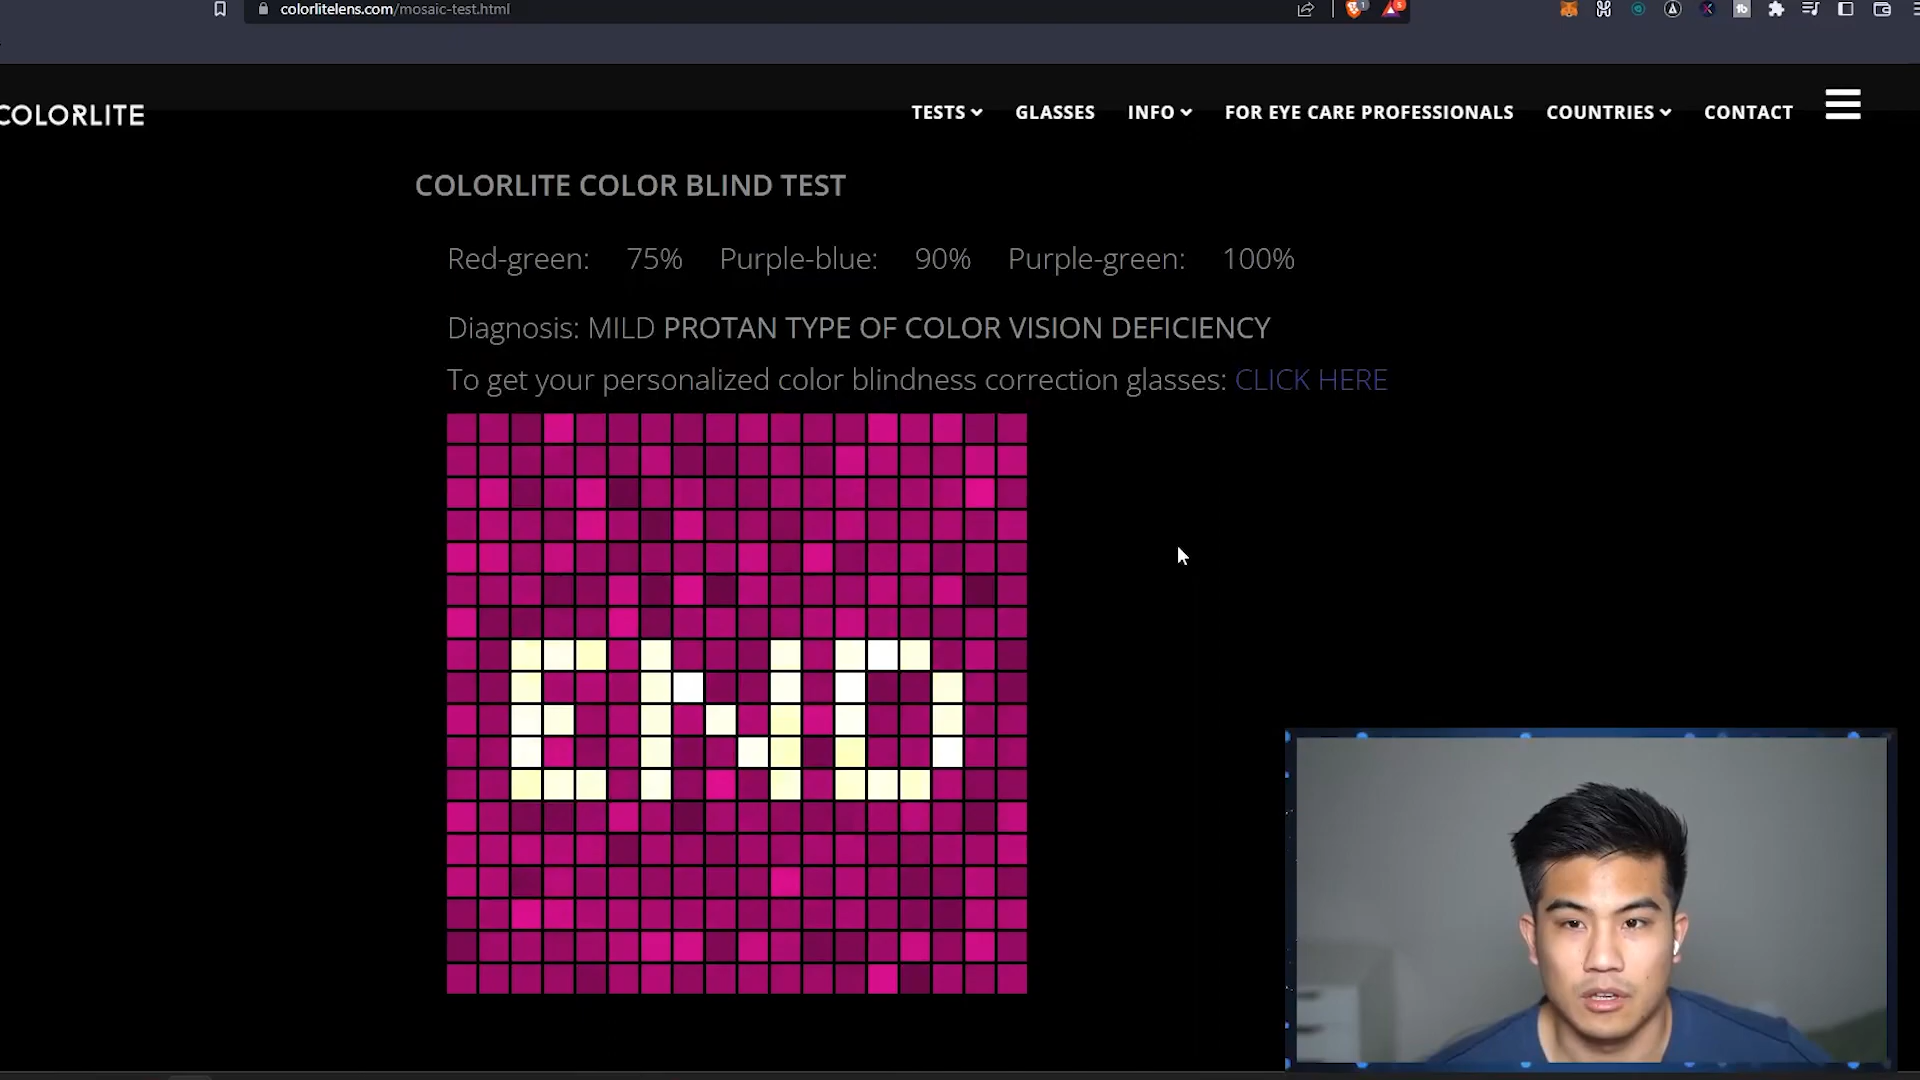 colorlitelens.com/mosaic-test.html
COLORLITE
TESTS GLASSES INFO FOR EYE CARE PROFESSIONALS COUNTRIES CONTACT
COLORLITE COLOR BLIND TEST
Red-green: 75% Purple-blue: 90% Purple-green: 100%
Diagnosis: MILD PROTAN TYPE OF COLOR VISION DEFICIENCY
To get your personalized color blindness correction glasses: CLICK HERE
END